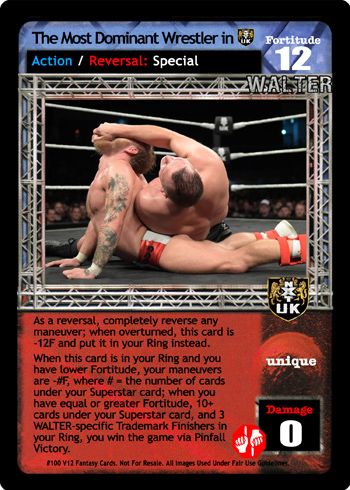 The Most Dominant Wrestler in NXT UK
Fortitude
12
Action / Reversal: Special
WALTER
NXT
UK
As a reversal, completely reverse any
maneuver; when overturned, this card is
-12F and put it in your Ring instead.
When this card is in your Ring and you
have lower Fortitude, your maneuvers
are -#F, where # = the number of cards
under your Superstar card; when you
have equal or greater Fortitude, 10+
cards under your Superstar card, and 3
WALTER-specific Trademark Finishers in
your Ring, you win the game via Pinfall
Victory.
unique
Damage
0
#100 V12 Fantasy Cards. Not For Resale. All Images Used Under Fair Use Guidelines.